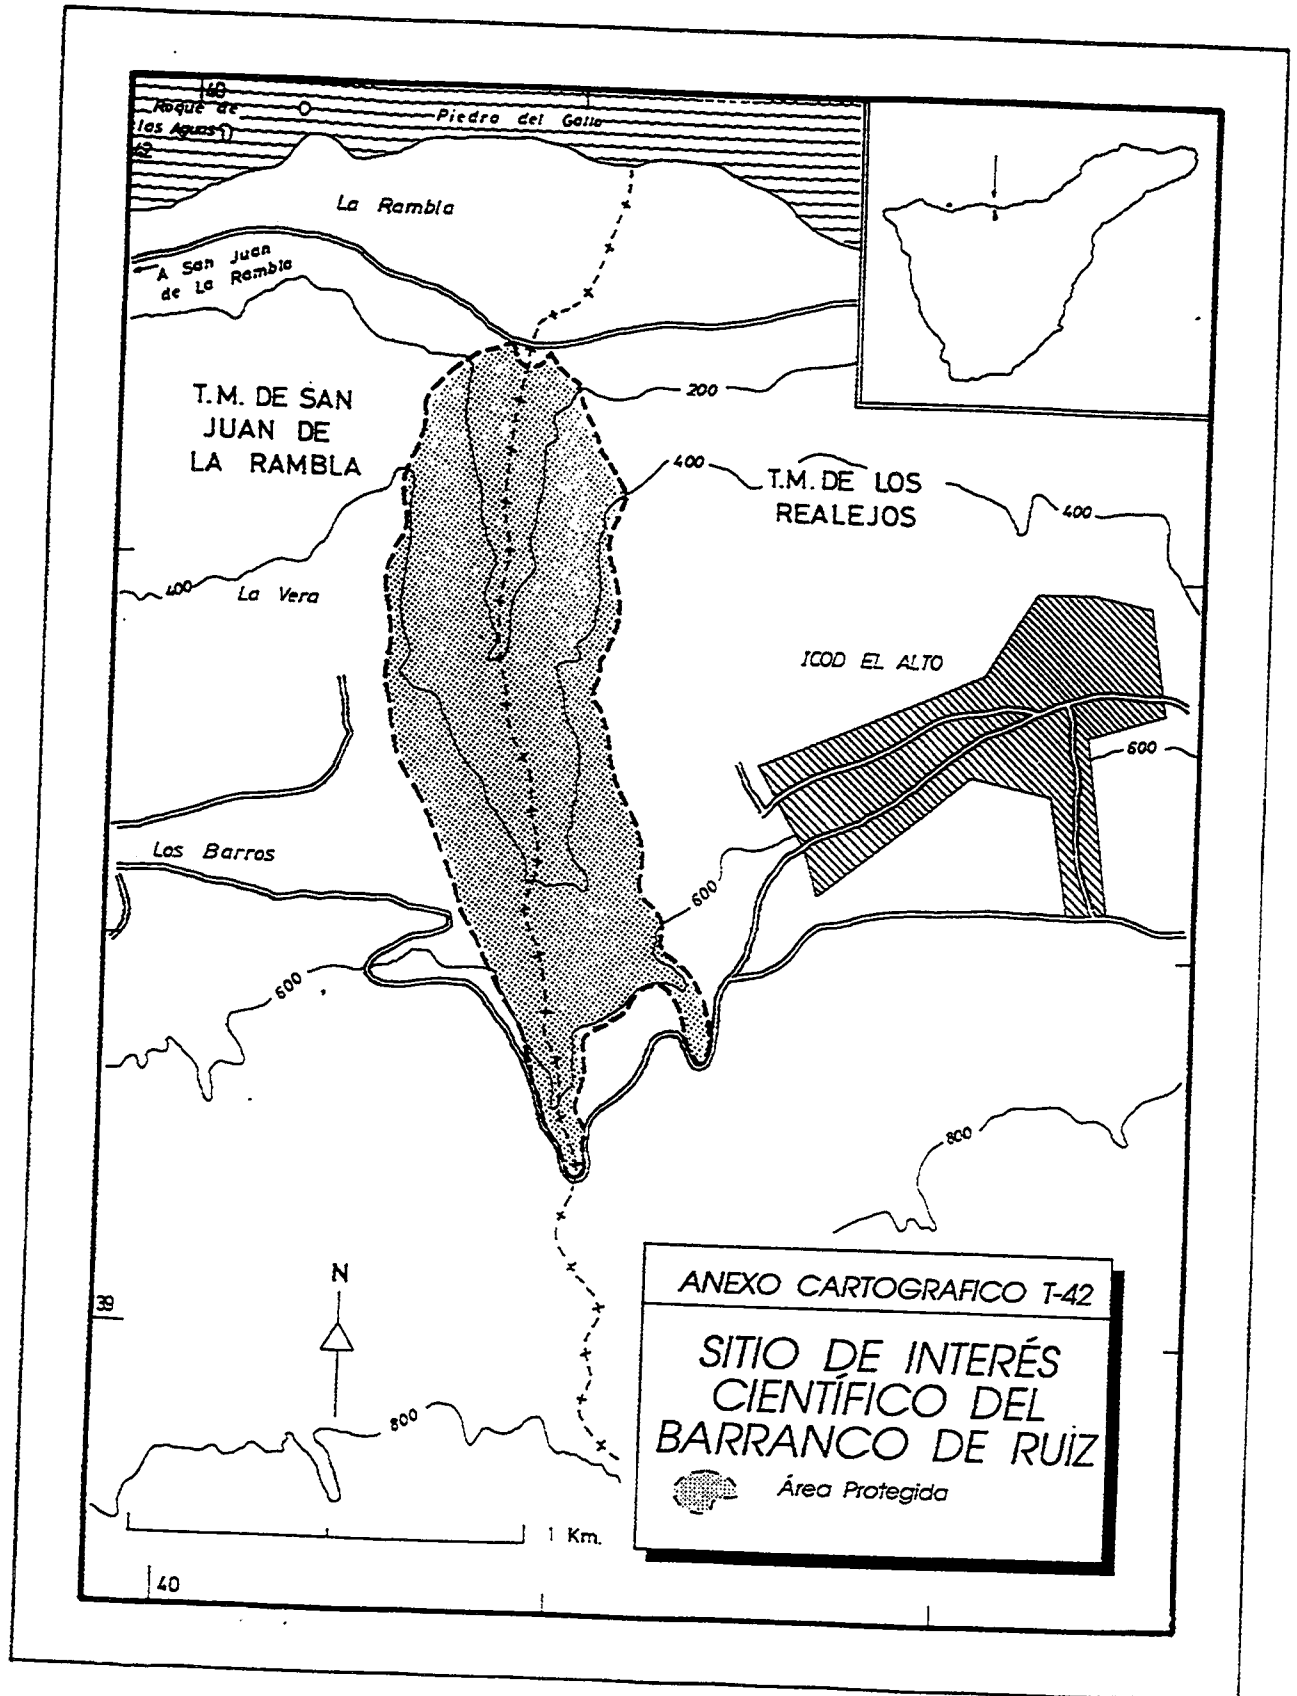 40
Roque de
las Aguas
Piedra del Gallo
42
La Rambla
A San Juan
de La Rambla
200
T.M. DE SAN
JUAN DE
LA RAMBLA
400
T.M. DE LOS
REALEJOS
400
400
La Vera
ICOD EL ALTO
600
Los Barros
600
600
800
N
39
ANEXO CARTOGRAFICO T-42
SITIO DE INTERÉS
CIENTÍFICO DEL
BARRANCO DE RUIZ
Área Protegida
800
1 Km.
40